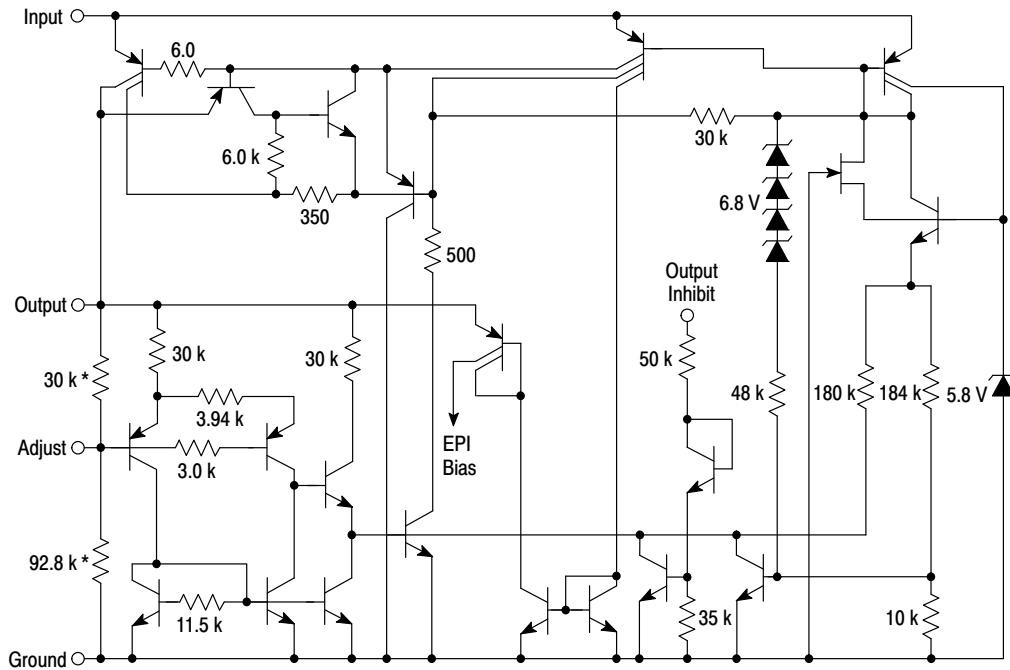 Input
6.0
30 k
6.0 k
6.8 V
350
500
Output
Output
Inhibit
30 k
30 k
50 k
30 k *
3.94 k
48 k
180 k
184 k
5.8 V
Adjust
3.0 k
EPI
Bias
92.8 k *
11.5 k
35 k
10 k
Ground